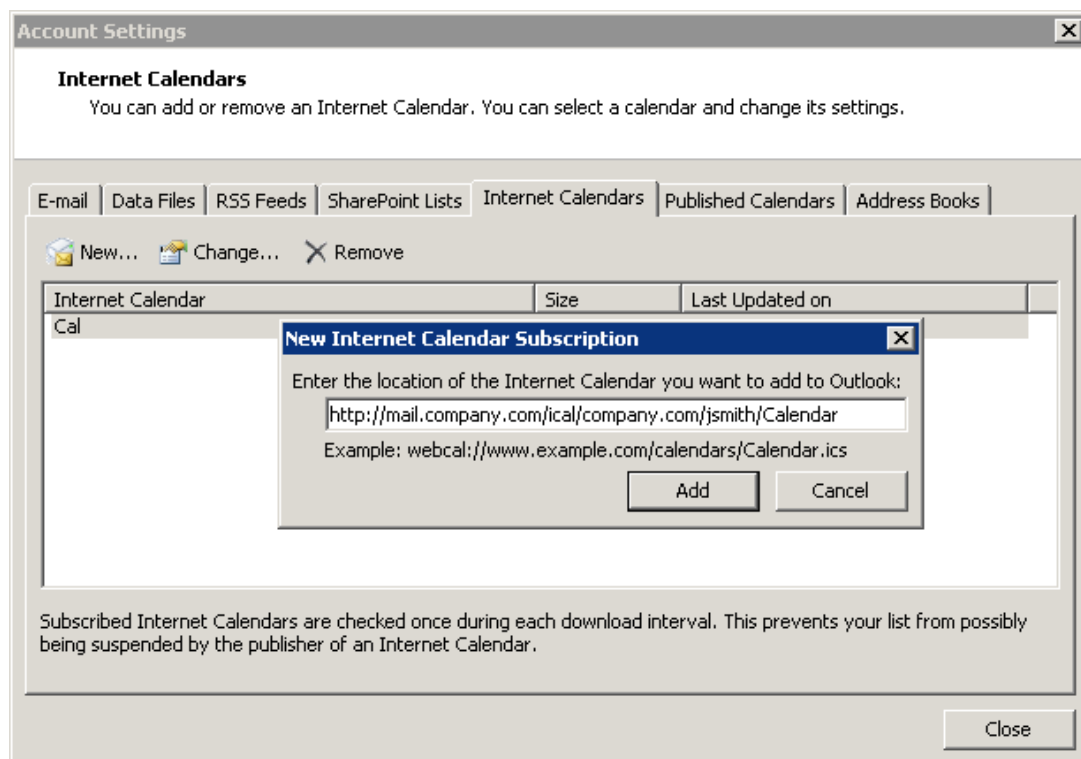 Account Settings
Internet Calendars
You can add or remove an Internet Calendar. You can select a calendar and change its settings.
E-mail Data Files RSS Feeds SharePoint Lists Internet Calendars Published Calendars Address Books
New... Change... Remove
Internet Calendar Size Last Updated on
Cal
New Internet Calendar Subscription
Enter the location of the Internet Calendar you want to add to Outlook:
http://mail.company.com/ical/company.com/jsmith/Calendar
Example: webcal://www.example.com/calendars/Calendar.ics
Add Cancel
Subscribed Internet Calendars are checked once during each download interval. This prevents your list from possibly
being suspended by the publisher of an Internet Calendar.
Close